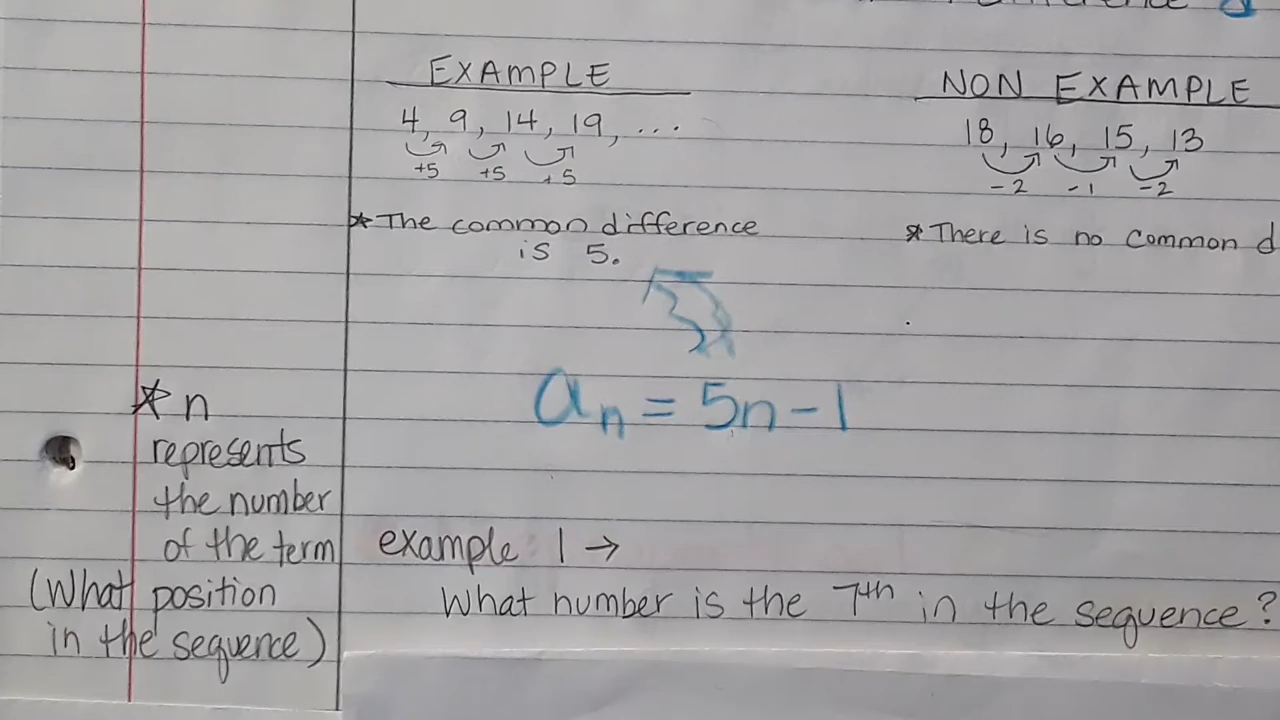 EXAMPLE
4, 9, 14, 19, ...
+5 +5 +5
*The common difference
is 5.
NON EXAMPLE
18, 16, 15, 13
-2 -1 -2
*There is no common d
an = 5n - 1
*n
represents
the number
of the term
(What position
in the sequence)
example 1 →
What number is the 7th in the sequence?